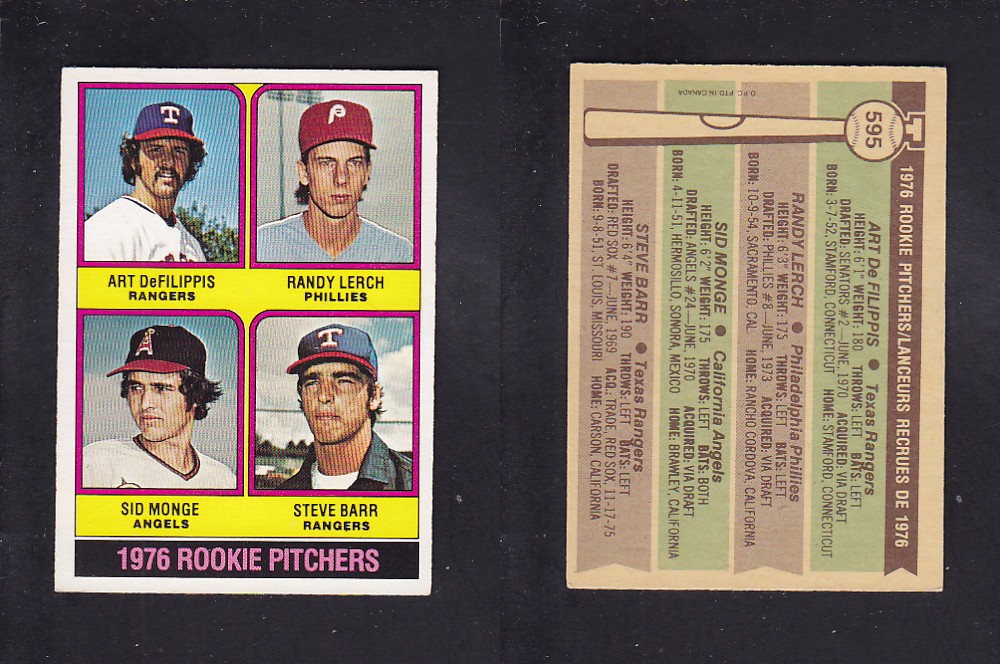 T
P
ART DeFILIPPIS
RANGERS
RANDY LERCH
PHILLIES
A
T
SID MONGE
ANGELS
STEVE BARR
RANGERS
1976 ROOKIE PITCHERS
T
595
1976 ROOKIE PITCHERS/LANCEURS RECRUES DE 1976
ART De FILIPPIS ● Texas Rangers
HEIGHT: 6'1" WEIGHT: 180 THROWS: LEFT BATS: LEFT
DRAFTED: SENATORS #2—JUNE, 1970 ACQUIRED: VIA DRAFT
BORN: 3-7-52, STAMFORD, CONNECTICUT HOME: STAMFORD, CONNECTICUT
RANDY LERCH ● Philadelphia Phillies
HEIGHT: 6'3" WEIGHT: 175 THROWS: LEFT BATS: LEFT
DRAFTED: PHILLIES #8—JUNE, 1973 ACQUIRED: VIA DRAFT
BORN: 10-9-54, SACRAMENTO, CAL HOME: RANCHO CORDOVA, CALIFORNIA
SID MONGE ● California Angels
HEIGHT: 6'2" WEIGHT: 175 THROWS: LEFT BATS: BOTH
DRAFTED: ANGELS #24—JUNE, 1970 ACQUIRED: VIA DRAFT
BORN: 4-11-51, HERMOSILLO, SONORA, MEXICO HOME: BRAWLEY, CALIFORNIA
STEVE BARR ● Texas Rangers
HEIGHT: 6'4" WEIGHT: 190 THROWS: LEFT BATS: LEFT
DRAFTED: RED SOX #7—JUNE, 1969 ACQ. TRADE, RED SOX, 11-17-75
BORN: 9-8-51, ST. LOUIS, MISSOURI HOME: CARSON, CALIFORNIA
O.P.C. PTD. IN CANADA